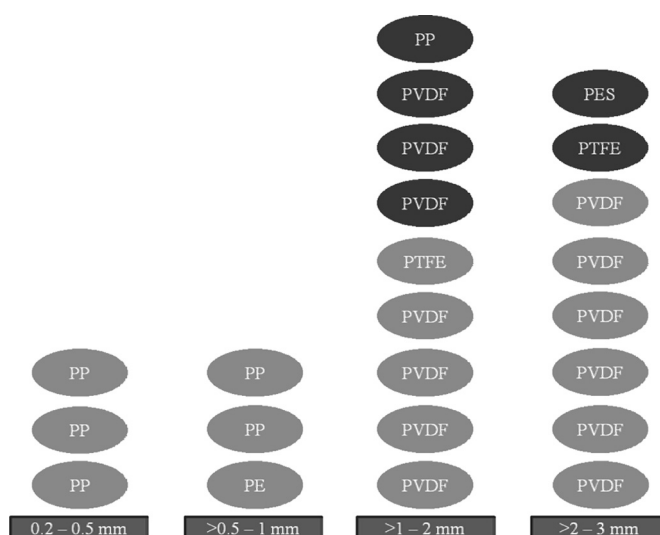 PP
PVDF PES
PVDF PTFE
PVDF PVDF
PTFE PVDF
PVDF PVDF
PP PP PVDF PVDF
PP PP PVDF PVDF
PP PE PVDF PVDF
0.2 – 0.5 mm >0.5 – 1 mm >1 – 2 mm >2 – 3 mm